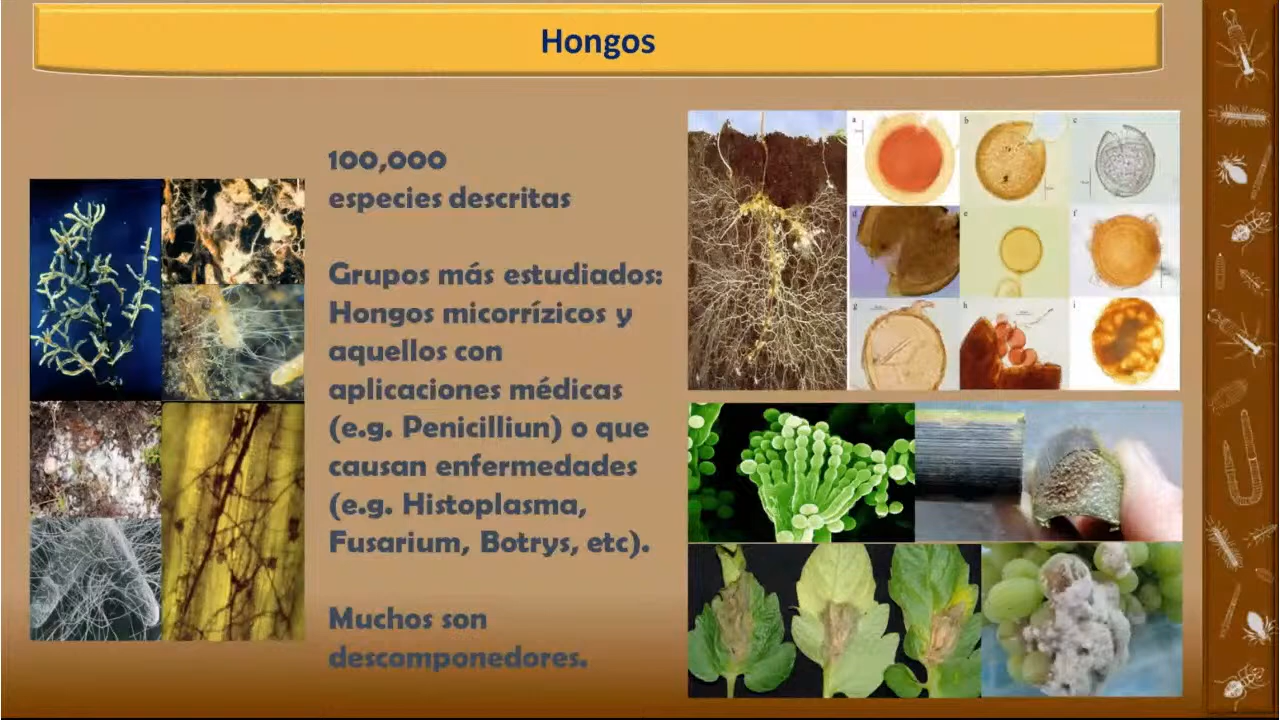 Hongos
100,000
especies descritas
Grupos más estudiados:
Hongos micorrízicos y
aquellos con
aplicaciones médicas
(e.g. Penicilliun) o que
causan enfermedades
(e.g. Histoplasma,
Fusarium, Botrys, etc).
Muchos son
descomponedores.
a b c
d e f
g h i